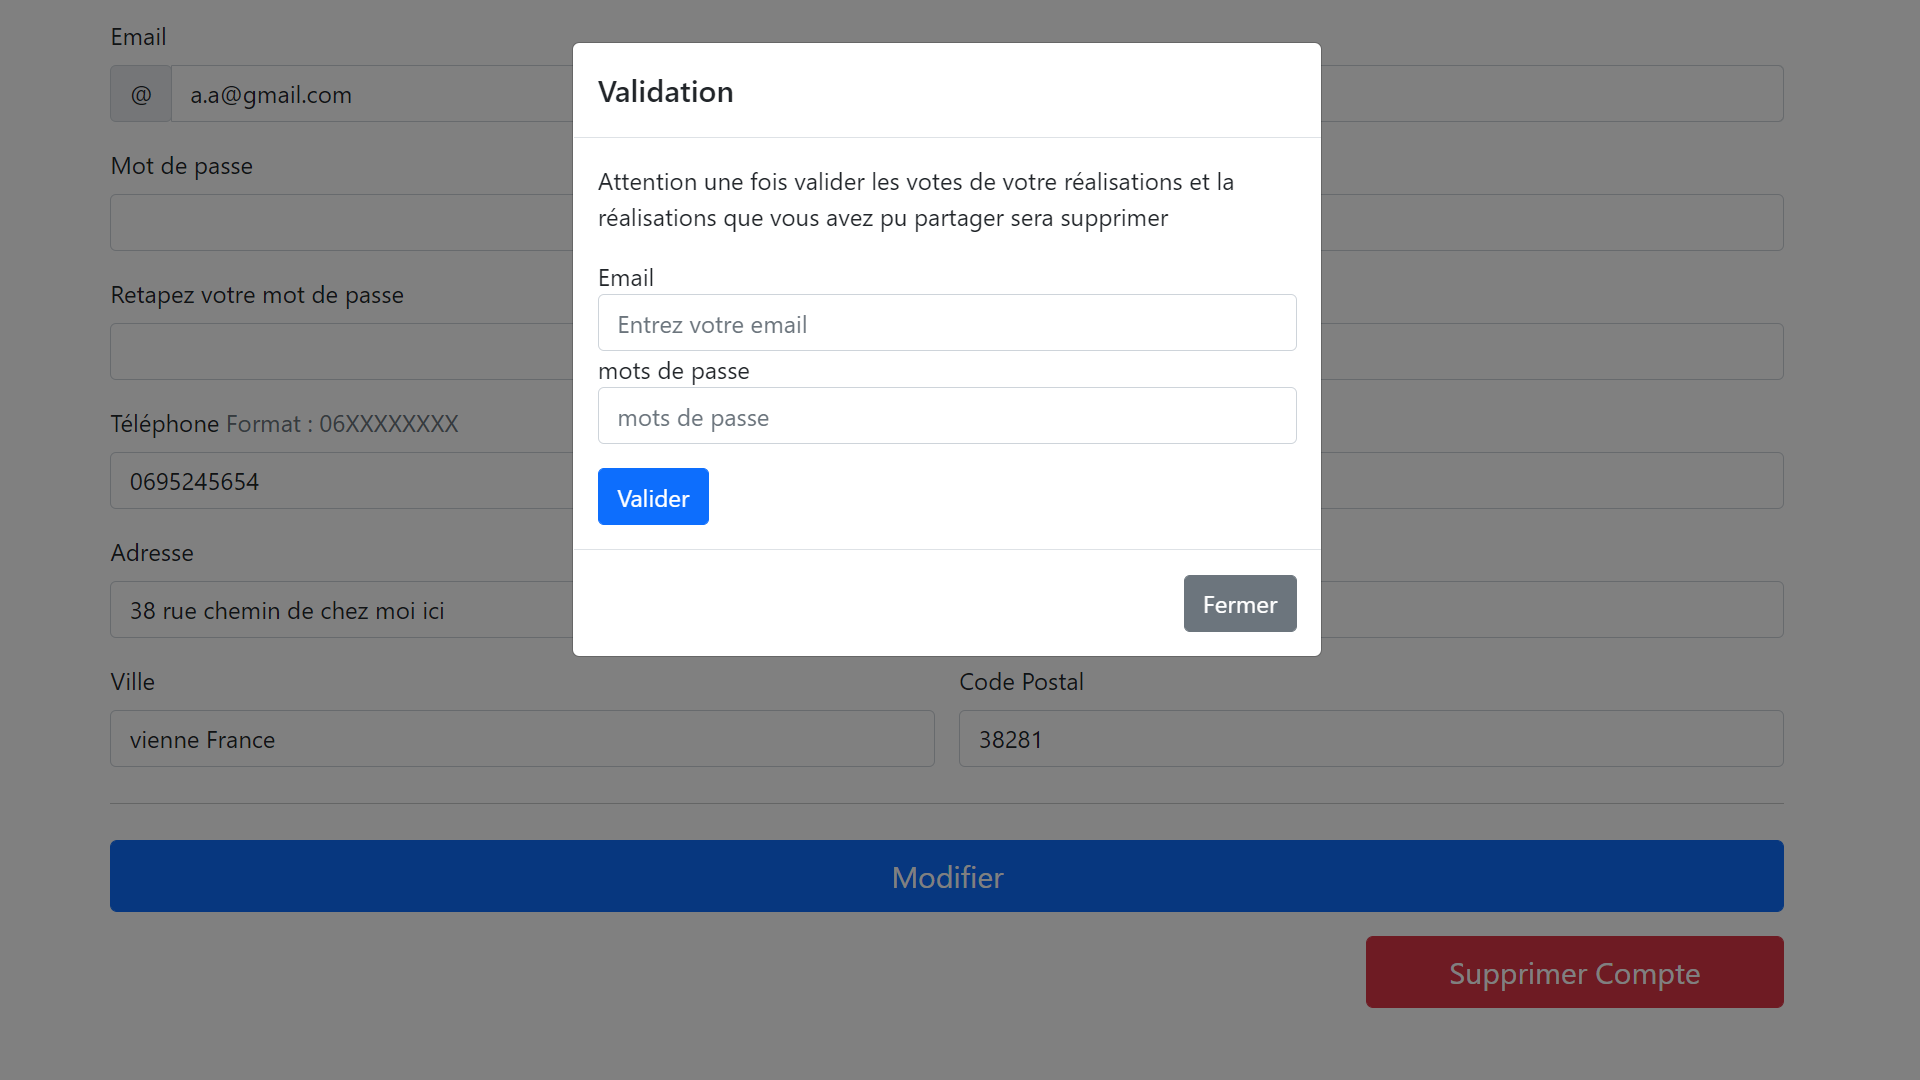 Email
@
a.a@gmail.com
Mot de passe
Retapez votre mot de passe
Téléphone Format : 06XXXXXXXX
0695245654
Adresse
38 rue chemin de chez moi ici
Ville
Code Postal
vienne France
38281
Modifier
Supprimer Compte
Validation
Attention une fois valider les votes de votre réalisations et la
réalisations que vous avez pu partager sera supprimer
Email
Entrez votre email
mots de passe
mots de passe
Valider
Fermer